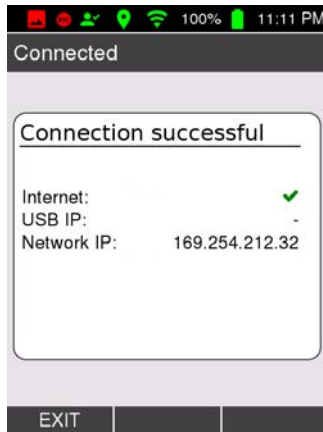 100% 11:11 PM
Connected
Connection successful
Internet:
USB IP: -
Network IP: 169.254.212.32
EXIT